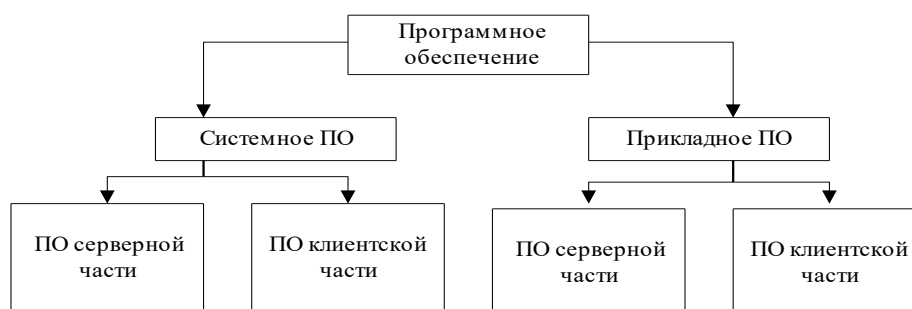 Программное
обеспечение
Системное ПО
Прикладное ПО
ПО серверной
части
ПО клиентской
части
ПО серверной
части
ПО клиентской
части